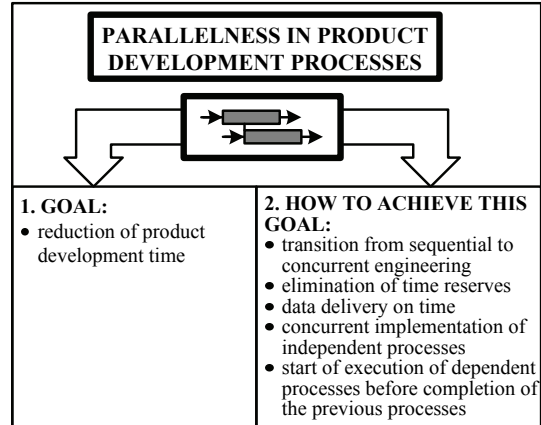 PARALLELNESS IN PRODUCT
DEVELOPMENT PROCESSES
1. GOAL:
• reduction of product
development time
2. HOW TO ACHIEVE THIS
GOAL:
• transition from sequential to
concurrent engineering
• elimination of time reserves
• data delivery on time
• concurrent implementation of
independent processes
• start of execution of dependent
processes before completion of
the previous processes